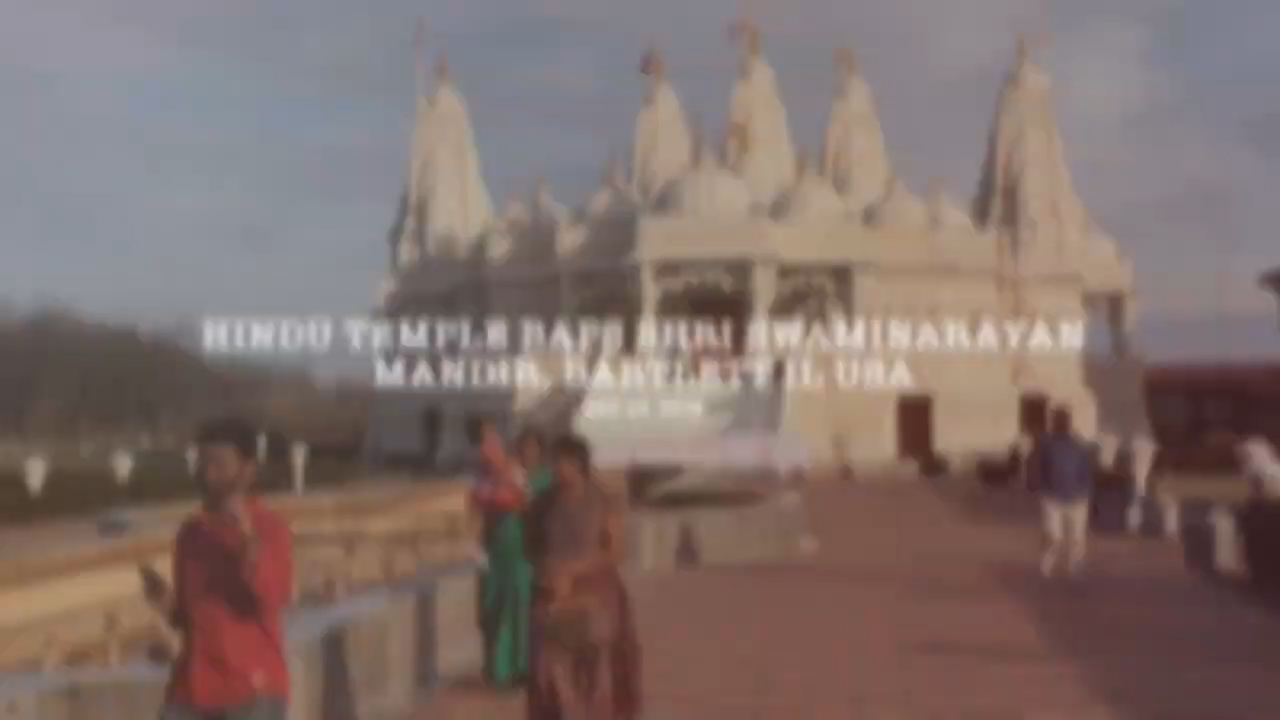 HINDU TEMPLE BAPS SHRI SWAMINARAYAN
MANDIR, BARTLETT IL USA